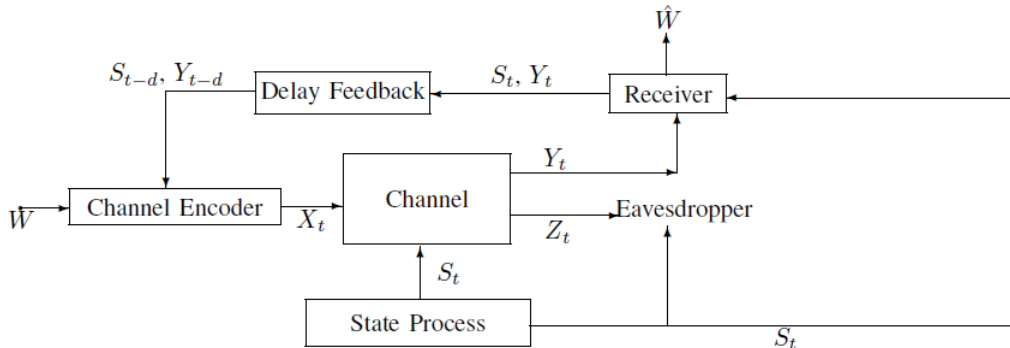 Ŵ
S_{t−d}, Y_{t−d}
Delay Feedback
S_t, Y_t
Receiver
W
Channel Encoder
X_t
Channel
Y_t
Z_t
Eavesdropper
S_t
State Process
S_t